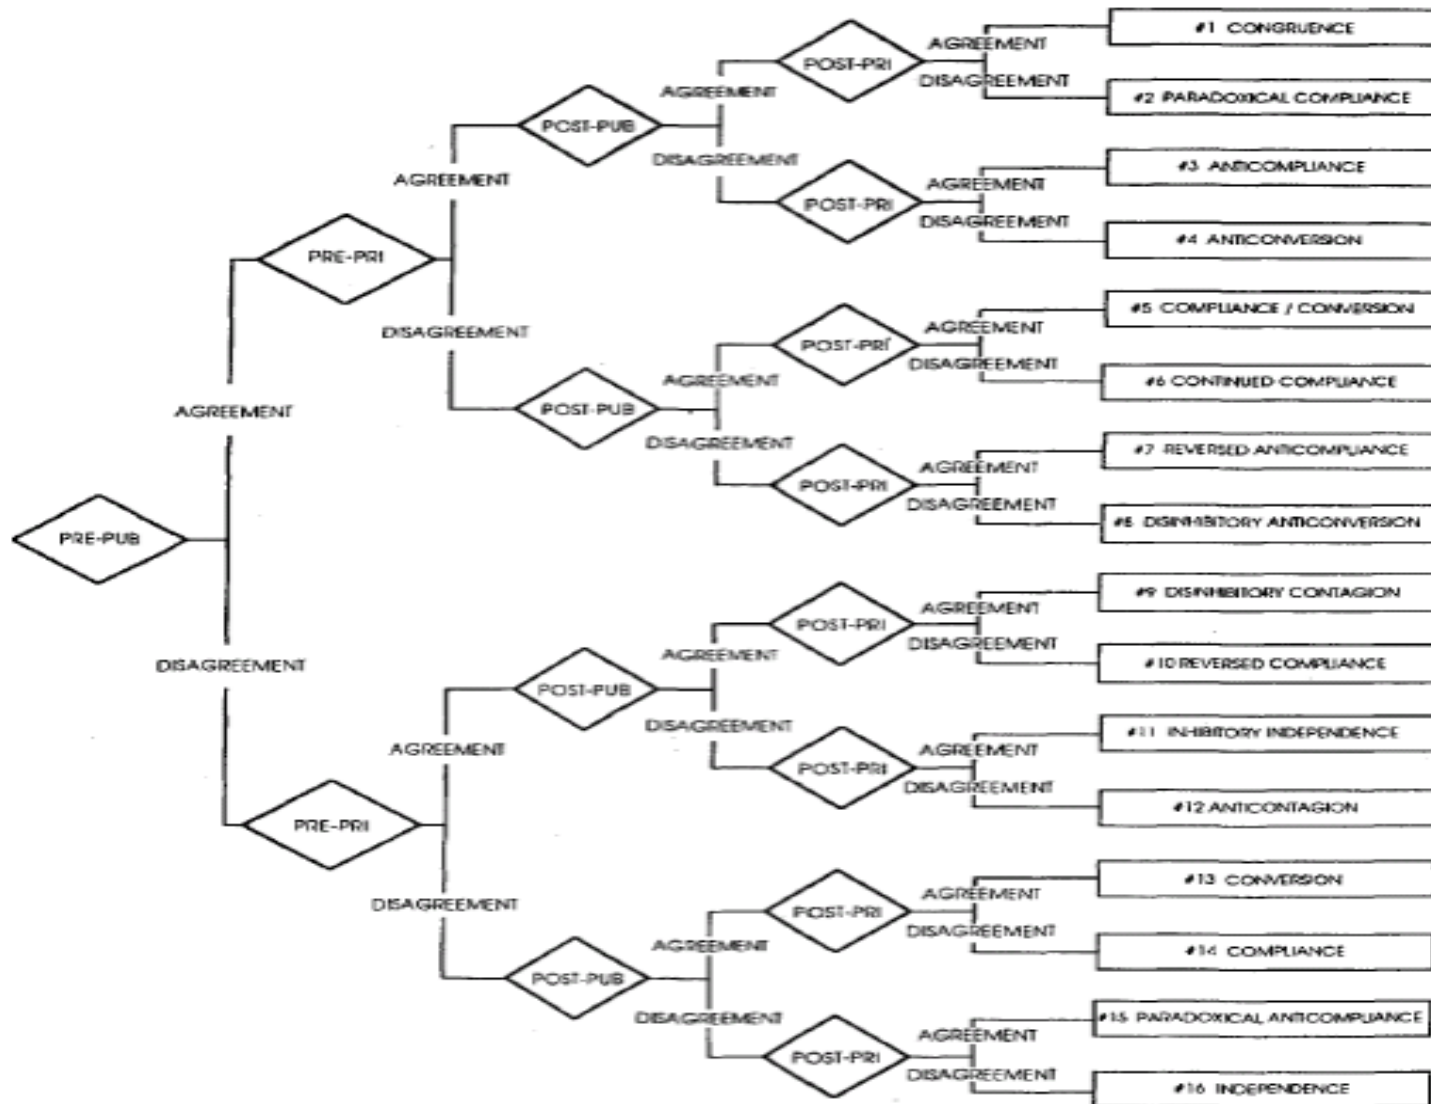 #1 CONGRUENCE
AGREEMENT
POST-PRI
DISAGREEMENT
AGREEMENT
#2 PARADOXICAL COMPLIANCE
POST-PUB
DISAGREEMENT
#3 ANTICOMPLIANCE
AGREEMENT
AGREEMENT
POST-PRI
DISAGREEMENT
#4 ANTICONVERSION
PRE-PRI
#5 COMPLIANCE / CONVERSION
AGREEMENT
DISAGREEMENT
POST-PRI
DISAGREEMENT
AGREEMENT
#6 CONTINUED COMPLIANCE
AGREEMENT
POST-PUB
DISAGREEMENT
#7 REVERSED ANTICOMPLIANCE
AGREEMENT
POST-PRI
DISAGREEMENT
#8 DISINHIBITORY ANTICONVERSION
PRE-PUB
#9 DISINHIBITORY CONTAGION
AGREEMENT
POST-PRI
DISAGREEMENT
AGREEMENT
#10 REVERSED COMPLIANCE
DISAGREEMENT
POST-PUB
DISAGREEMENT
#11 INHIBITORY INDEPENDENCE
AGREEMENT
AGREEMENT
POST-PRI
DISAGREEMENT
#12 ANTICONTAGION
PRE-PRI
#13 CONVERSION
AGREEMENT
DISAGREEMENT
POST-PRI
DISAGREEMENT
AGREEMENT
#14 COMPLIANCE
POST-PUB
DISAGREEMENT
#15 PARADOXICAL ANTICOMPLIANCE
AGREEMENT
POST-PRI
DISAGREEMENT
#16 INDEPENDENCE